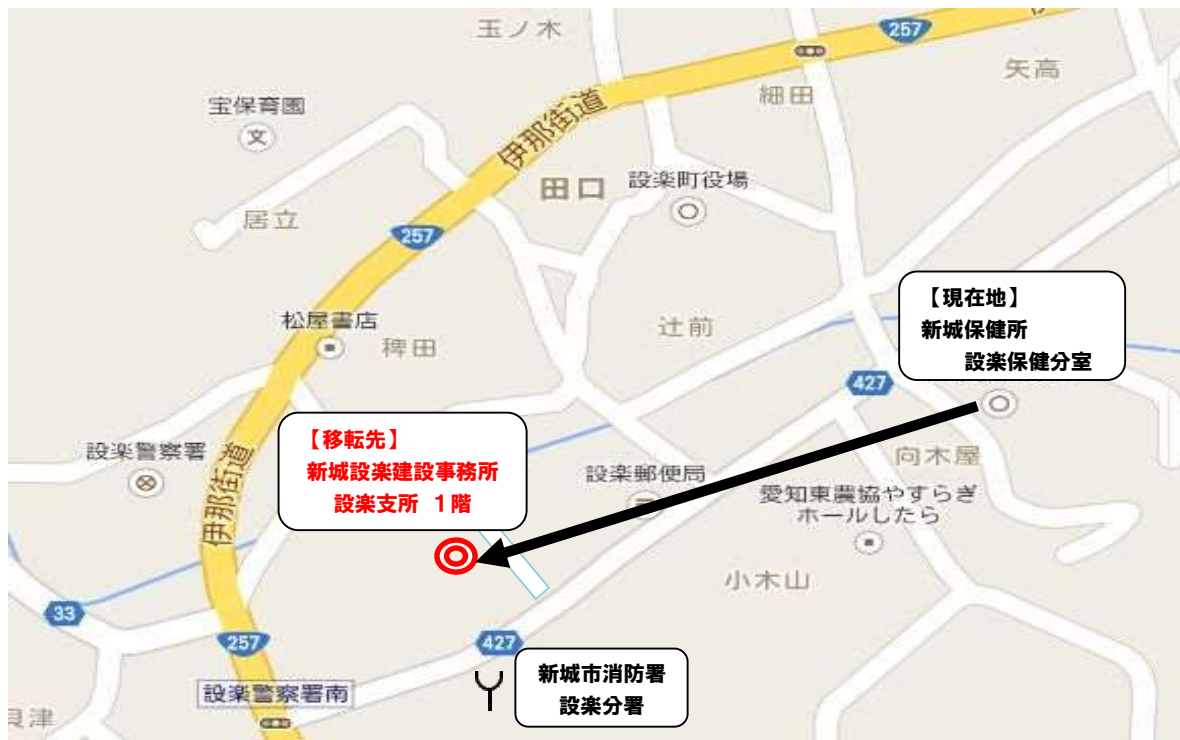 玉ノ木
257
矢高
細田
宝保育園
文
伊那街道
田口
設楽町役場
居立
257
【現在地】
新城保健所
設楽保健分室
松屋書店
稗田
辻前
427
【移転先】
新城設楽建設事務所
設楽支所 1階
設楽警察署
伊那街道
設楽郵便局
向木屋
愛知東農協やすらぎ
ホールしたら
小木山
33
257
427
新城市消防署
設楽分署
設楽警察署南
貝津